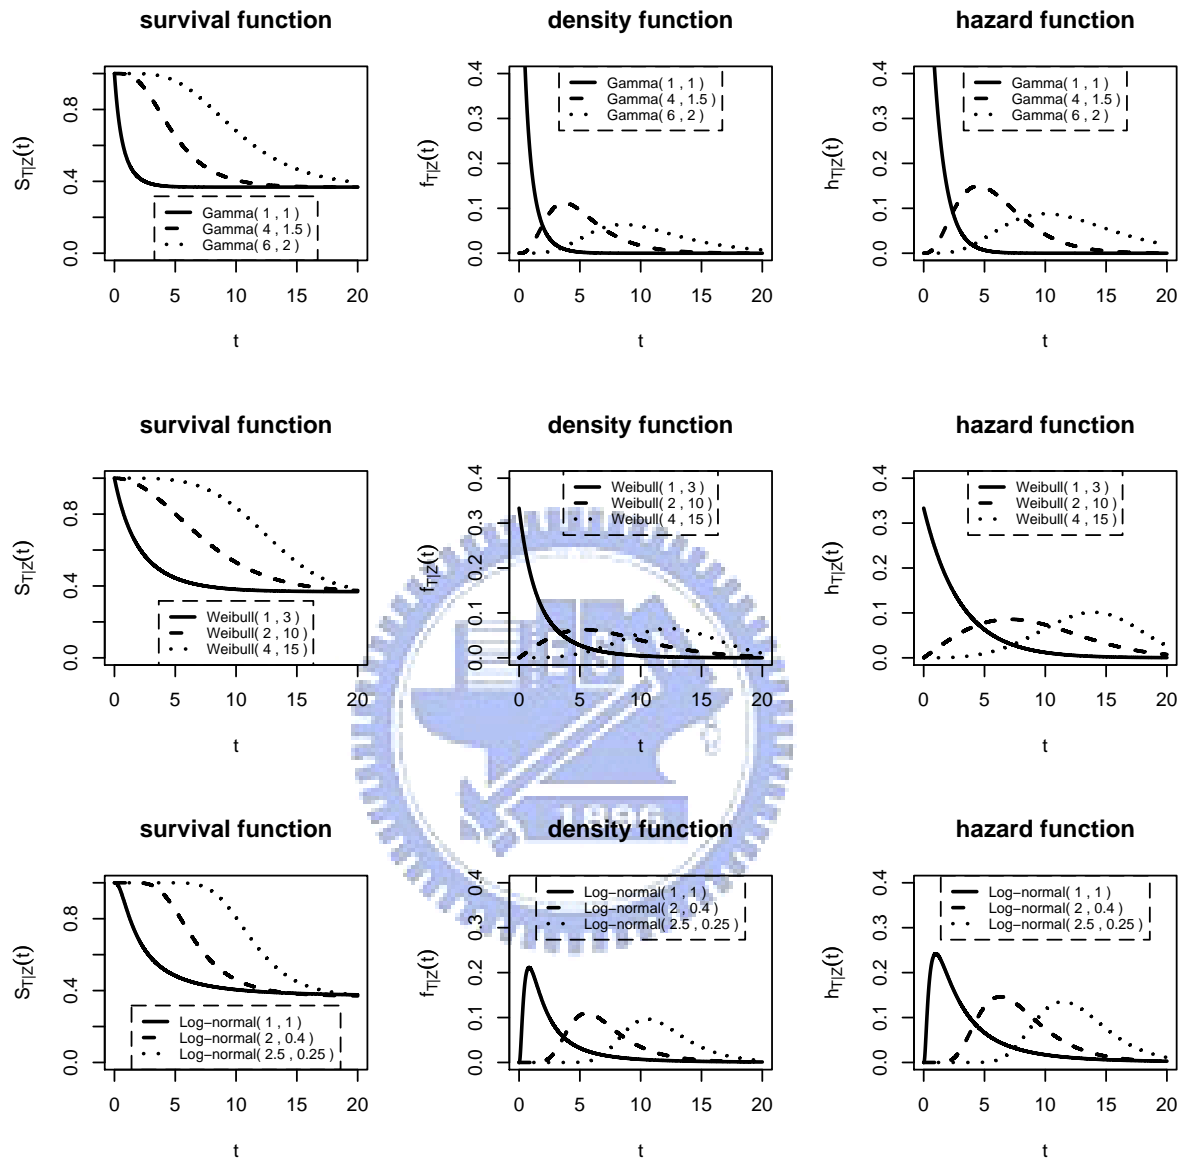 survival function
density function
hazard function
S_{T|Z}(t)
0.0 0.4 0.8
Gamma( 1 , 1 )
Gamma( 4 , 1.5 )
Gamma( 6 , 2 )
0 5 10 15 20
t
f_{T|Z}(t)
0.0 0.1 0.2 0.3 0.4
Gamma( 1 , 1 )
Gamma( 4 , 1.5 )
Gamma( 6 , 2 )
0 5 10 15 20
t
h_{T|Z}(t)
0.0 0.1 0.2 0.3 0.4
Gamma( 1 , 1 )
Gamma( 4 , 1.5 )
Gamma( 6 , 2 )
0 5 10 15 20
t
survival function
density function
hazard function
S_{T|Z}(t)
0.0 0.4 0.8
Weibull( 1 , 3 )
Weibull( 2 , 10 )
Weibull( 4 , 15 )
0 5 10 15 20
t
f_{T|Z}(t)
0.0 0.1 0.2 0.3 0.4
Weibull( 1 , 3 )
Weibull( 2 , 10 )
Weibull( 4 , 15 )
0 5 10 15 20
t
h_{T|Z}(t)
0.0 0.1 0.2 0.3 0.4
Weibull( 1 , 3 )
Weibull( 2 , 10 )
Weibull( 4 , 15 )
0 5 10 15 20
t
1896
survival function
density function
hazard function
S_{T|Z}(t)
0.0 0.4 0.8
Log−normal( 1 , 1 )
Log−normal( 2 , 0.4 )
Log−normal( 2.5 , 0.25 )
0 5 10 15 20
t
f_{T|Z}(t)
0.0 0.1 0.2 0.3 0.4
Log−normal( 1 , 1 )
Log−normal( 2 , 0.4 )
Log−normal( 2.5 , 0.25 )
0 5 10 15 20
t
h_{T|Z}(t)
0.0 0.1 0.2 0.3 0.4
Log−normal( 1 , 1 )
Log−normal( 2 , 0.4 )
Log−normal( 2.5 , 0.25 )
0 5 10 15 20
t